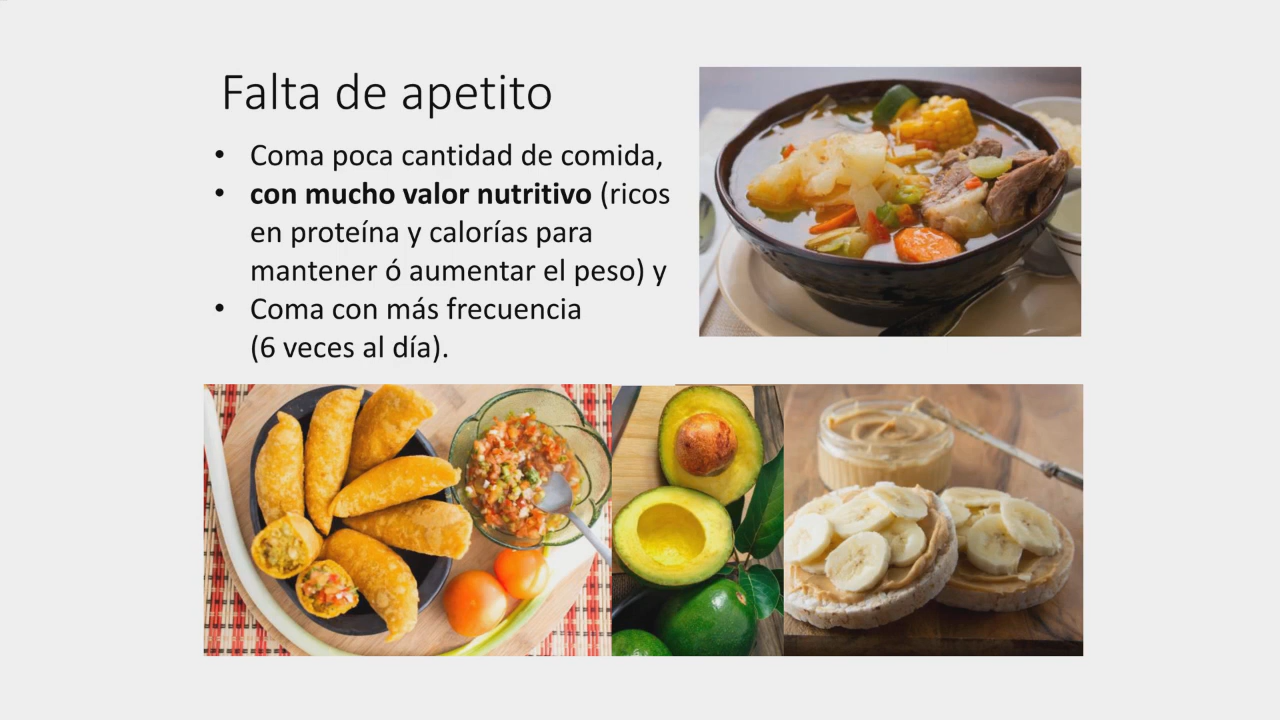 Falta de apetito
• Coma poca cantidad de comida,
• con mucho valor nutritivo (ricos
en proteína y calorías para
mantener ó aumentar el peso) y
• Coma con más frecuencia
(6 veces al día).